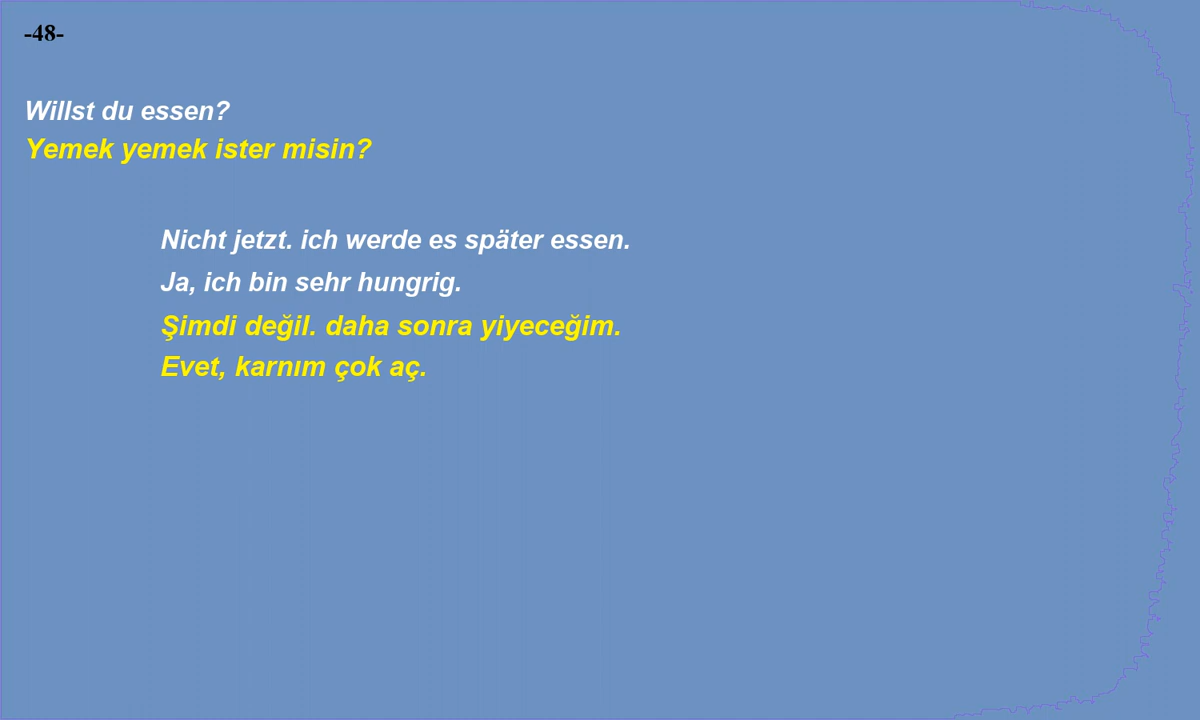 -48-
Willst du essen?
Yemek yemek ister misin?
Nicht jetzt. ich werde es später essen.
Ja, ich bin sehr hungrig.
Şimdi değil. daha sonra yiyeceğim.
Evet, karnım çok aç.